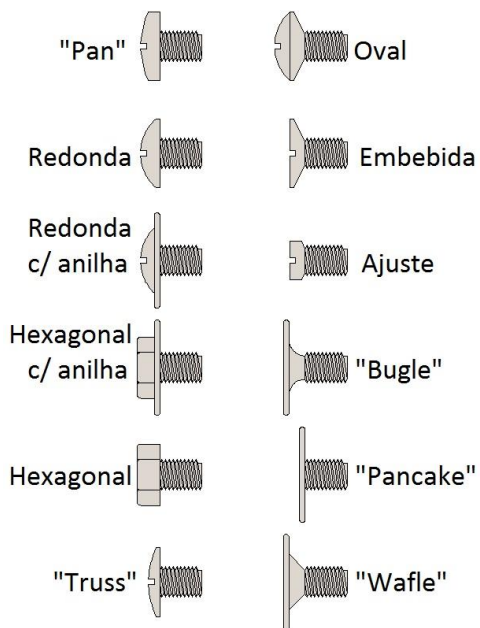 "Pan"
Oval
Redonda
Embebida
Redonda
c/ anilha
Ajuste
Hexagonal
c/ anilha
"Bugle"
Hexagonal
"Pancake"
"Truss"
"Wafle"